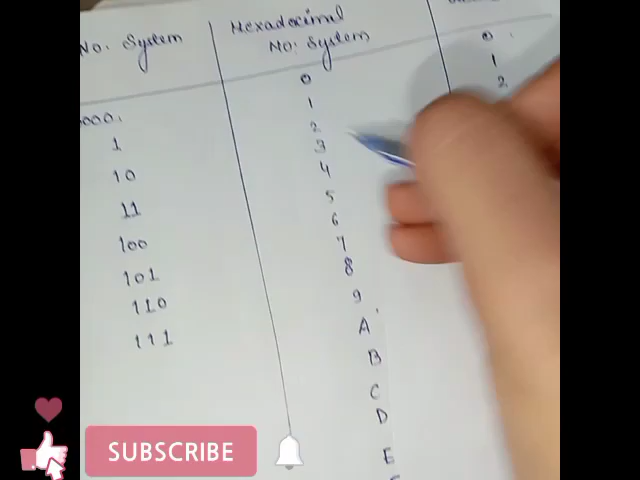 No. System
Hexadecimal
No: System
0
1
2
3
4
5
6
7
8
9
A
B
C
D
E
000.
1
10
11
100
101
110
111
0
1
2
SUBSCRIBE